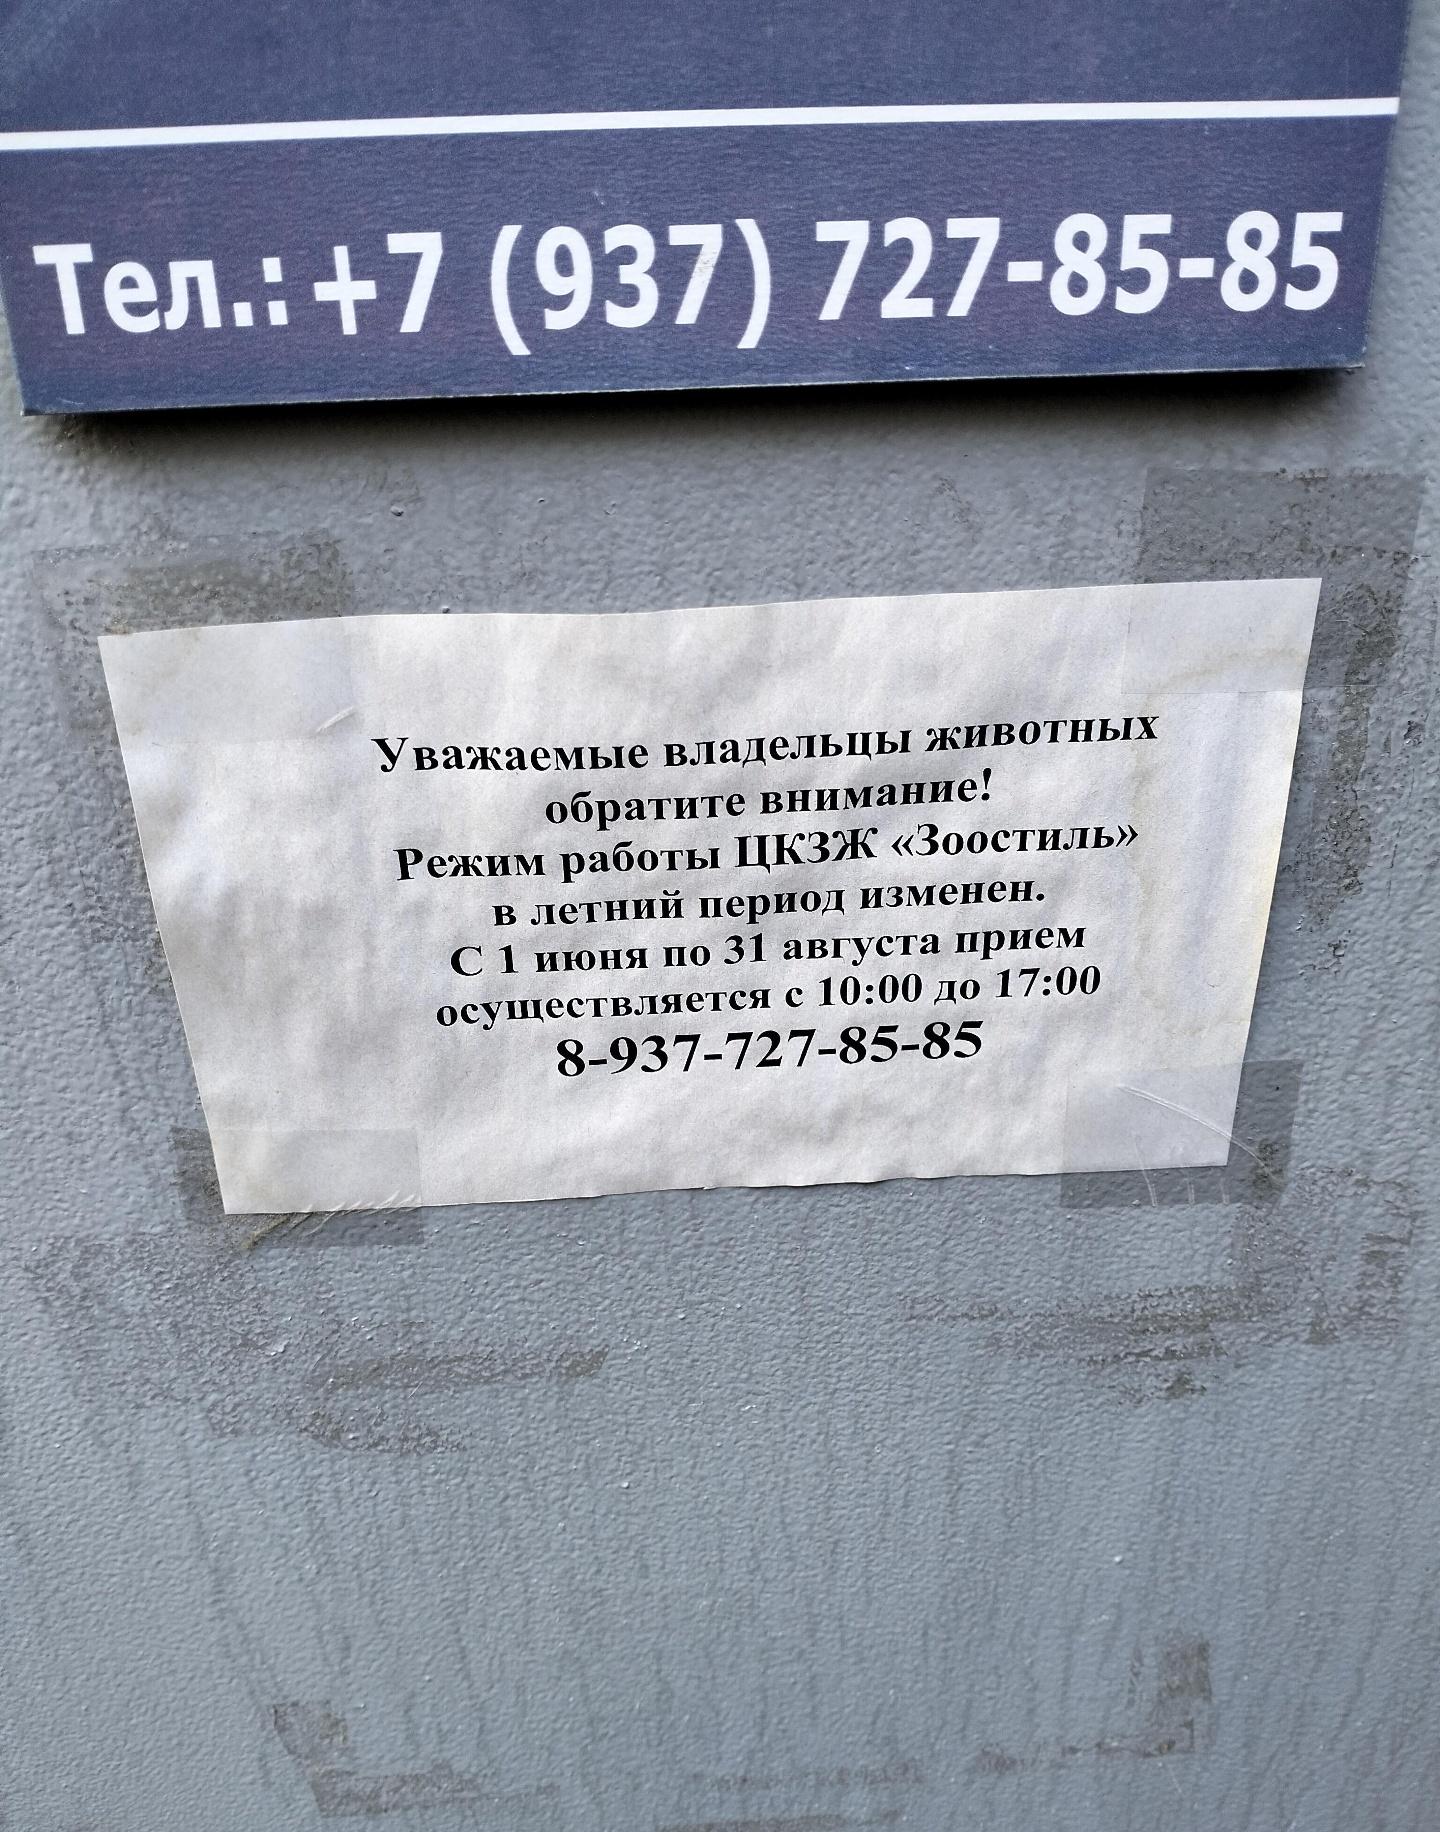 Тел.: +7 (937) 727-85-85
Уважаемые владельцы животных
обратите внимание!
Режим работы ЦКЗЖ «Зоостиль»
в летний период изменен.
С 1 июня по 31 августа прием
осуществляется с 10:00 до 17:00
8-937-727-85-85